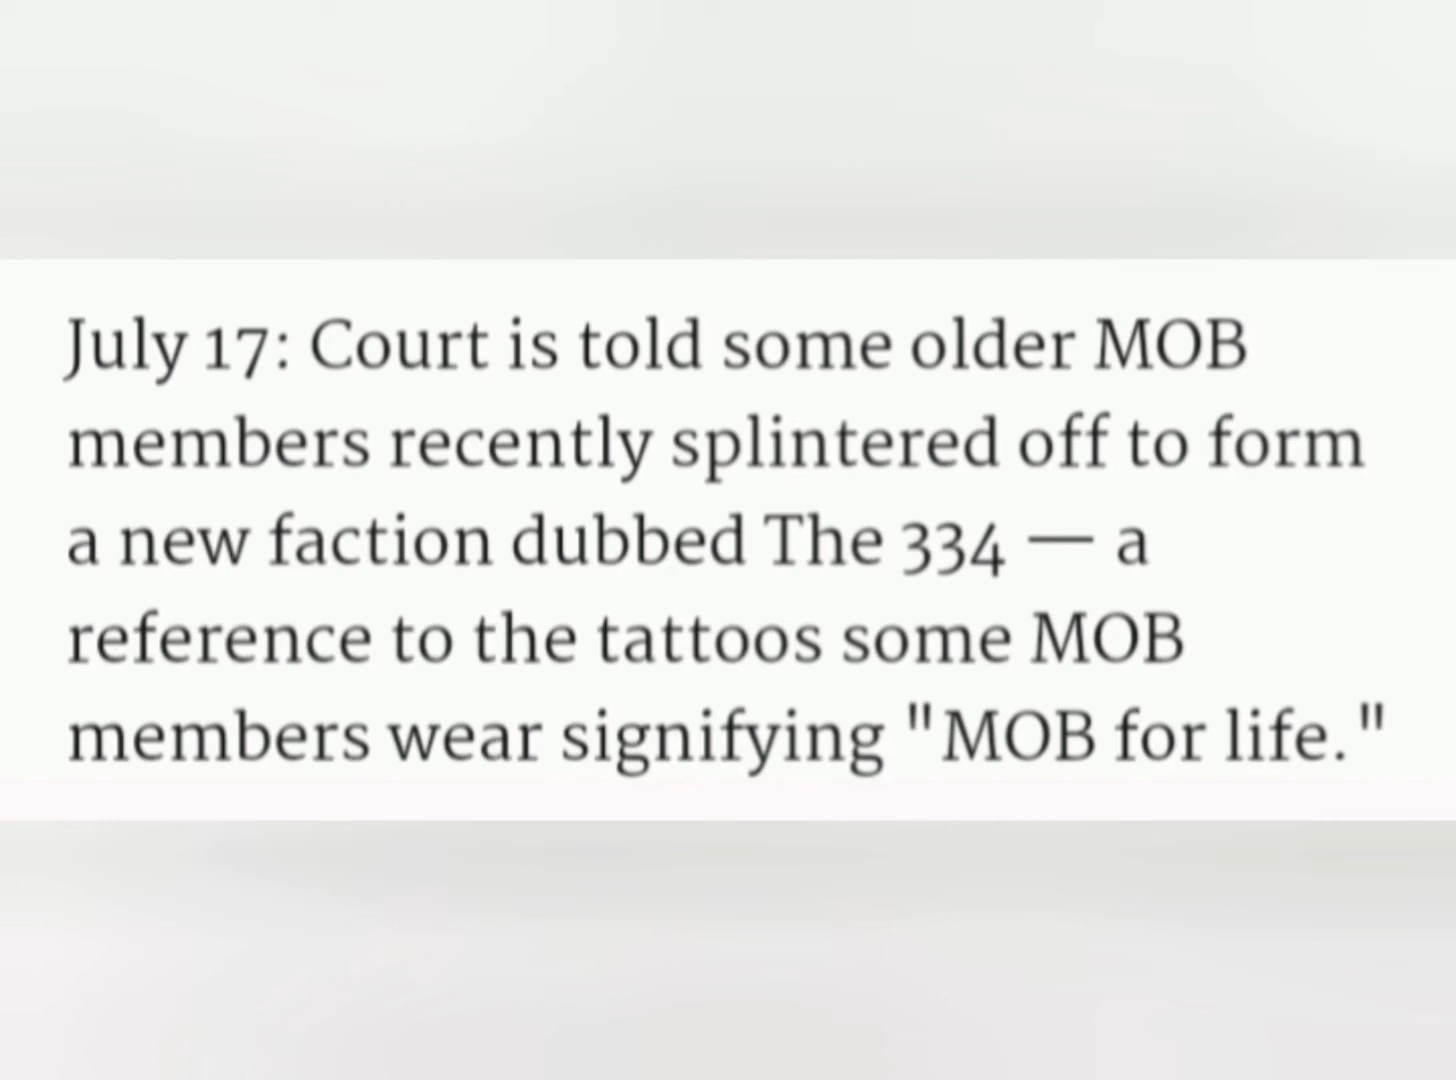 July 17: Court is told some older MOB
members recently splintered off to form
a new faction dubbed The 334 — a
reference to the tattoos some MOB
members wear signifying "MOB for life."